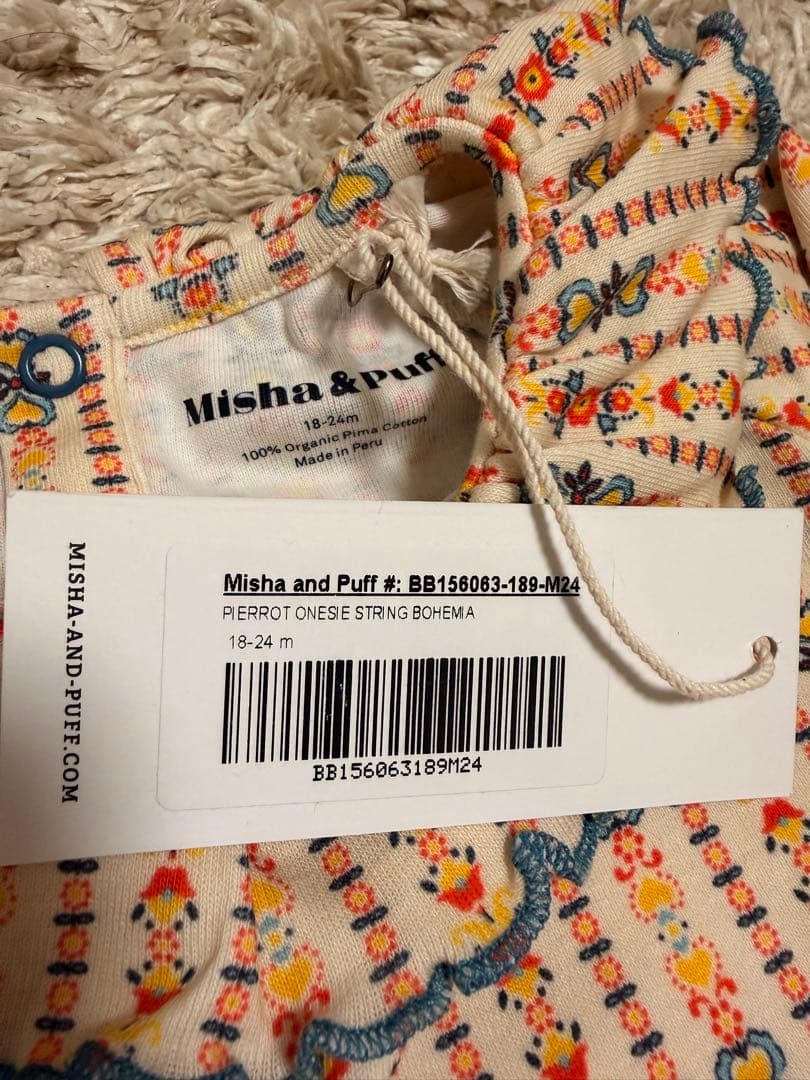 Misha & Puff
18-24m
100% Organic Pima Cotton
Made in Peru
MISHA-AND-PUFF.COM
Misha and Puff #: BB156063-189-M24
PIERROT ONESIE STRING BOHEMIA
18-24 m
BB156063189M24